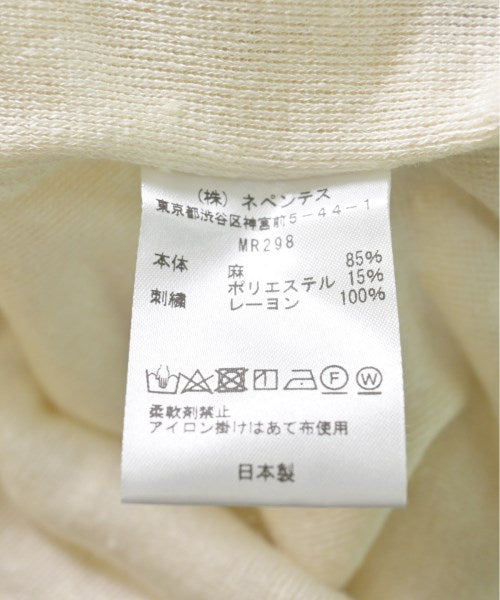 (株) ネペンテス
東京都渋谷区神宮前5-44-1
MR298
本体 麻 85%
ポリエステル 15%
刺繍 レーヨン 100%
F W
柔軟剤禁止
アイロン掛けはあて布使用
日本製